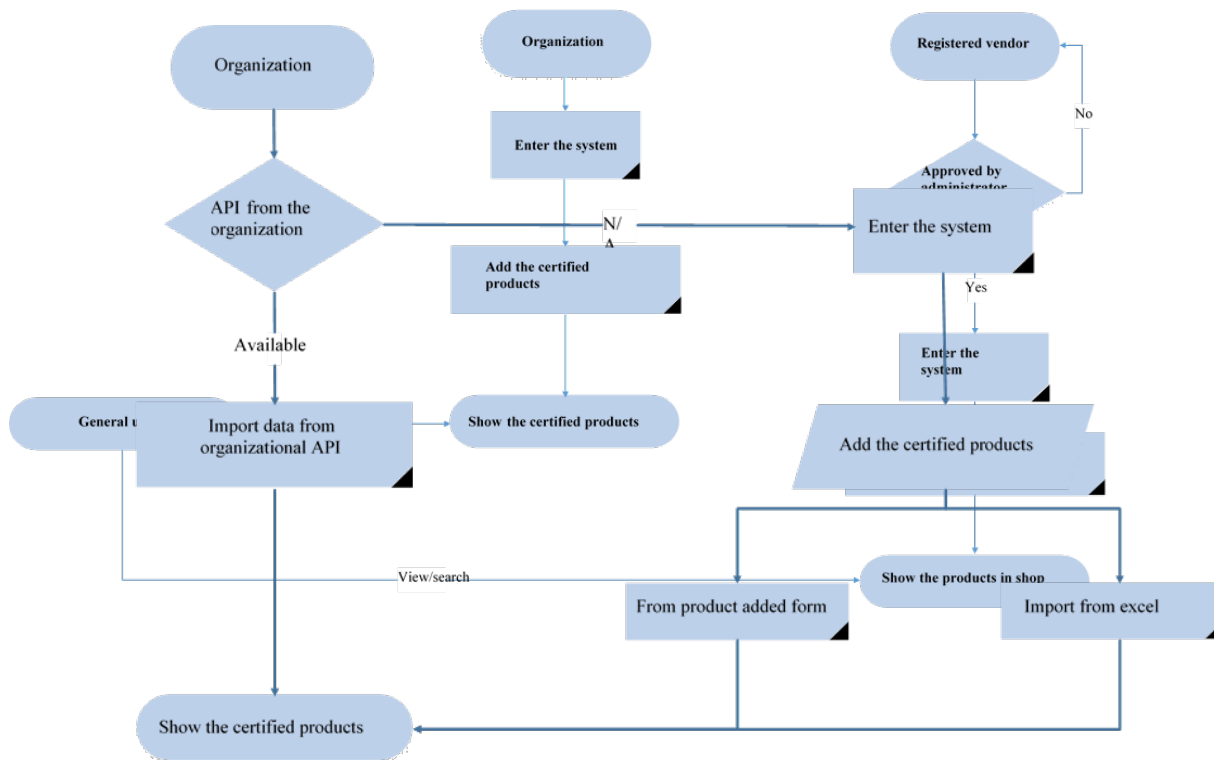 Organization
Organization
Registered vendor
No
Enter the system
Approved by
administrator
API from the
organization
N/
Enter the system
Add the certified
products
Yes
Available
Enter the
system
General u
Import data from
organizational API
Show the certified products
Add the certified products
View/search
Show the products in shop
From product added form
Import from excel
Show the certified products